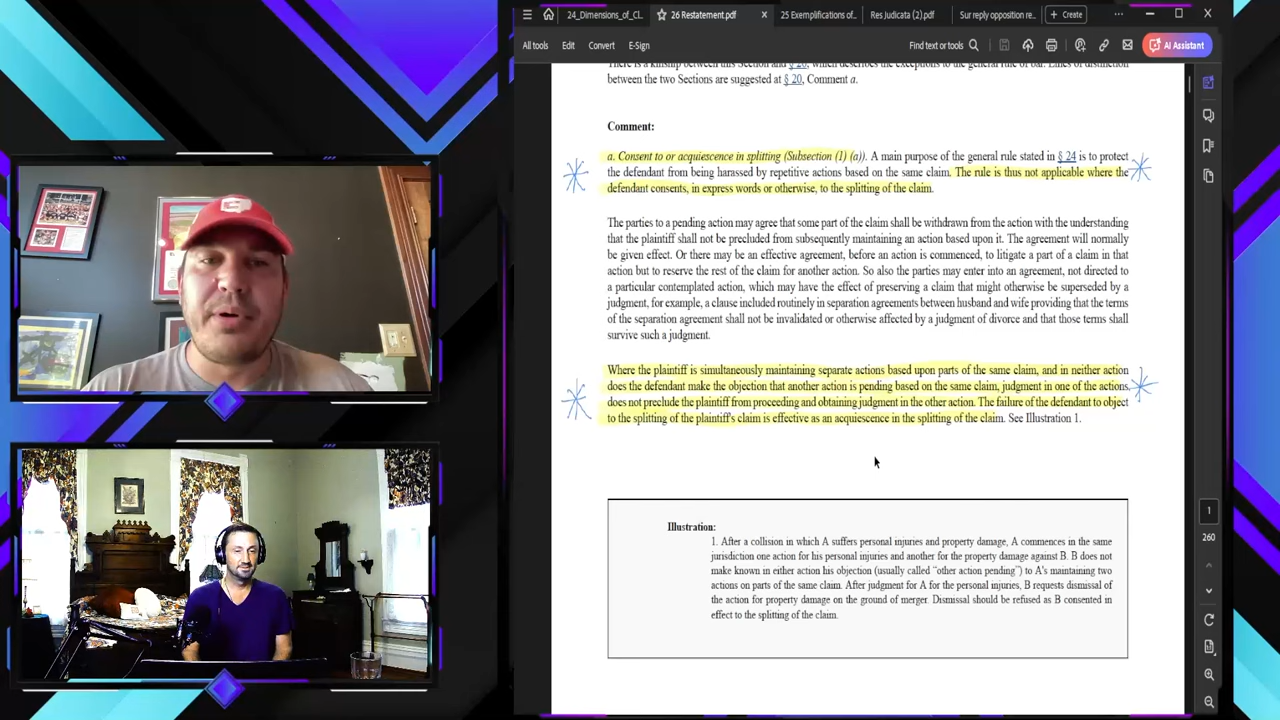 24_Dimensions_of_Cl..
26 Restatement.pdf
25 Exemplifications of..
Res Judicata (2).pdf
Sur reply opposition re...
Create
All tools
Edit
Convert
E-Sign
Find text or tools
AI Assistant
There is a kinship between this Section and § 20, which describes the exceptions to the general rule of bar. Lines of distinction
between the two Sections are suggested at § 20, Comment a.
Comment:
a. Consent to or acquiescence in splitting (Subsection (1) (a)). A main purpose of the general rule stated in § 24 is to protect
the defendant from being harassed by repetitive actions based on the same claim. The rule is thus not applicable where the
defendant consents, in express words or otherwise, to the splitting of the claim.
The parties to a pending action may agree that some part of the claim shall be withdrawn from the action with the understanding
that the plaintiff shall not be precluded from subsequently maintaining an action based upon it. The agreement will normally
be given effect. Or there may be an effective agreement, before an action is commenced, to litigate a part of a claim in that
action but to reserve the rest of the claim for another action. So also the parties may enter into an agreement, not directed to
a particular contemplated action, which may have the effect of preserving a claim that might otherwise be superseded by a
judgment, for example, a clause included routinely in separation agreements between husband and wife providing that the terms
of the separation agreement shall not be invalidated or otherwise affected by a judgment of divorce and that those terms shall
survive such a judgment.
Where the plaintiff is simultaneously maintaining separate actions based upon parts of the same claim, and in neither action
does the defendant make the objection that another action is pending based on the same claim, judgment in one of the actions,
does not preclude the plaintiff from proceeding and obtaining judgment in the other action. The failure of the defendant to object
to the splitting of the plaintiff's claim is effective as an acquiescence in the splitting of the claim. See Illustration 1.
1
260
Illustration:
1. After a collision in which A suffers personal injuries and property damage, A commences in the same
jurisdiction one action for his personal injuries and another for the property damage against B. B does not
make known in either action his objection (usually called “other action pending”) to A's maintaining two
actions on parts of the same claim. After judgment for A for the personal injuries, B requests dismissal of
the action for property damage on the ground of merger. Dismissal should be refused as B consented in
effect to the splitting of the claim.